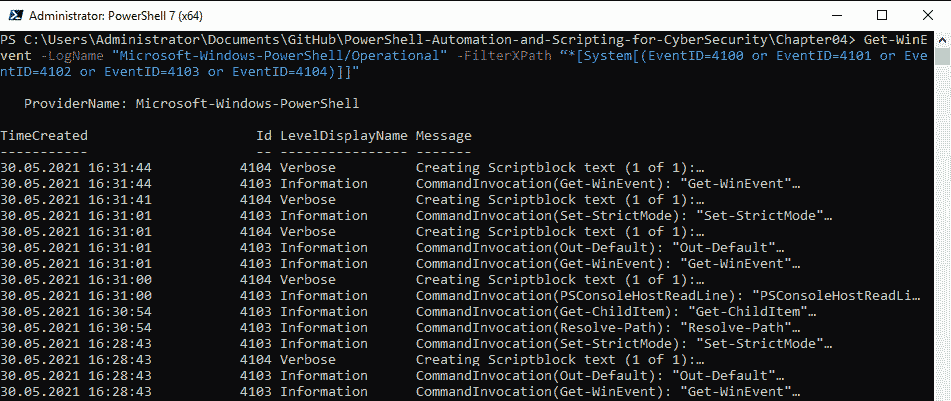 Administrator: PowerShell 7 (x64)
PS C:\Users\Administrator\Documents\GitHub\PowerShell-Automation-and-Scripting-for-CyberSecurity\Chapter04> Get-WinE
vent -LogName "Microsoft-Windows-PowerShell/Operational" -FilterXPath “*[System[(EventID=4100 or EventID=4101 or Eve
ntID=4102 or EventID=4103 or EventID=4104)]]"
ProviderName: Microsoft-Windows-PowerShell
TimeCreated Id LevelDisplayName Message
----------- -- ---------------- -------
30.05.2021 16:31:44 4104 Verbose Creating Scriptblock text (1 of 1):…
30.05.2021 16:31:44 4103 Information CommandInvocation(Get-WinEvent): "Get-WinEvent"…
30.05.2021 16:31:41 4104 Verbose Creating Scriptblock text (1 of 1):…
30.05.2021 16:31:01 4103 Information CommandInvocation(Set-StrictMode): "Set-StrictMode"…
30.05.2021 16:31:01 4104 Verbose Creating Scriptblock text (1 of 1):…
30.05.2021 16:31:01 4103 Information CommandInvocation(Out-Default): "Out-Default"…
30.05.2021 16:31:01 4103 Information CommandInvocation(Get-WinEvent): "Get-WinEvent"…
30.05.2021 16:31:00 4104 Verbose Creating Scriptblock text (1 of 1):…
30.05.2021 16:31:00 4103 Information CommandInvocation(PSConsoleHostReadLine): "PSConsoleHostReadLi…
30.05.2021 16:30:54 4103 Information CommandInvocation(Get-ChildItem): "Get-ChildItem"…
30.05.2021 16:30:54 4103 Information CommandInvocation(Resolve-Path): "Resolve-Path"…
30.05.2021 16:28:43 4103 Information CommandInvocation(Set-StrictMode): "Set-StrictMode"…
30.05.2021 16:28:43 4104 Verbose Creating Scriptblock text (1 of 1):…
30.05.2021 16:28:43 4103 Information CommandInvocation(Out-Default): "Out-Default"…
30.05.2021 16:28:43 4103 Information CommandInvocation(Get-WinEvent): "Get-WinEvent"…